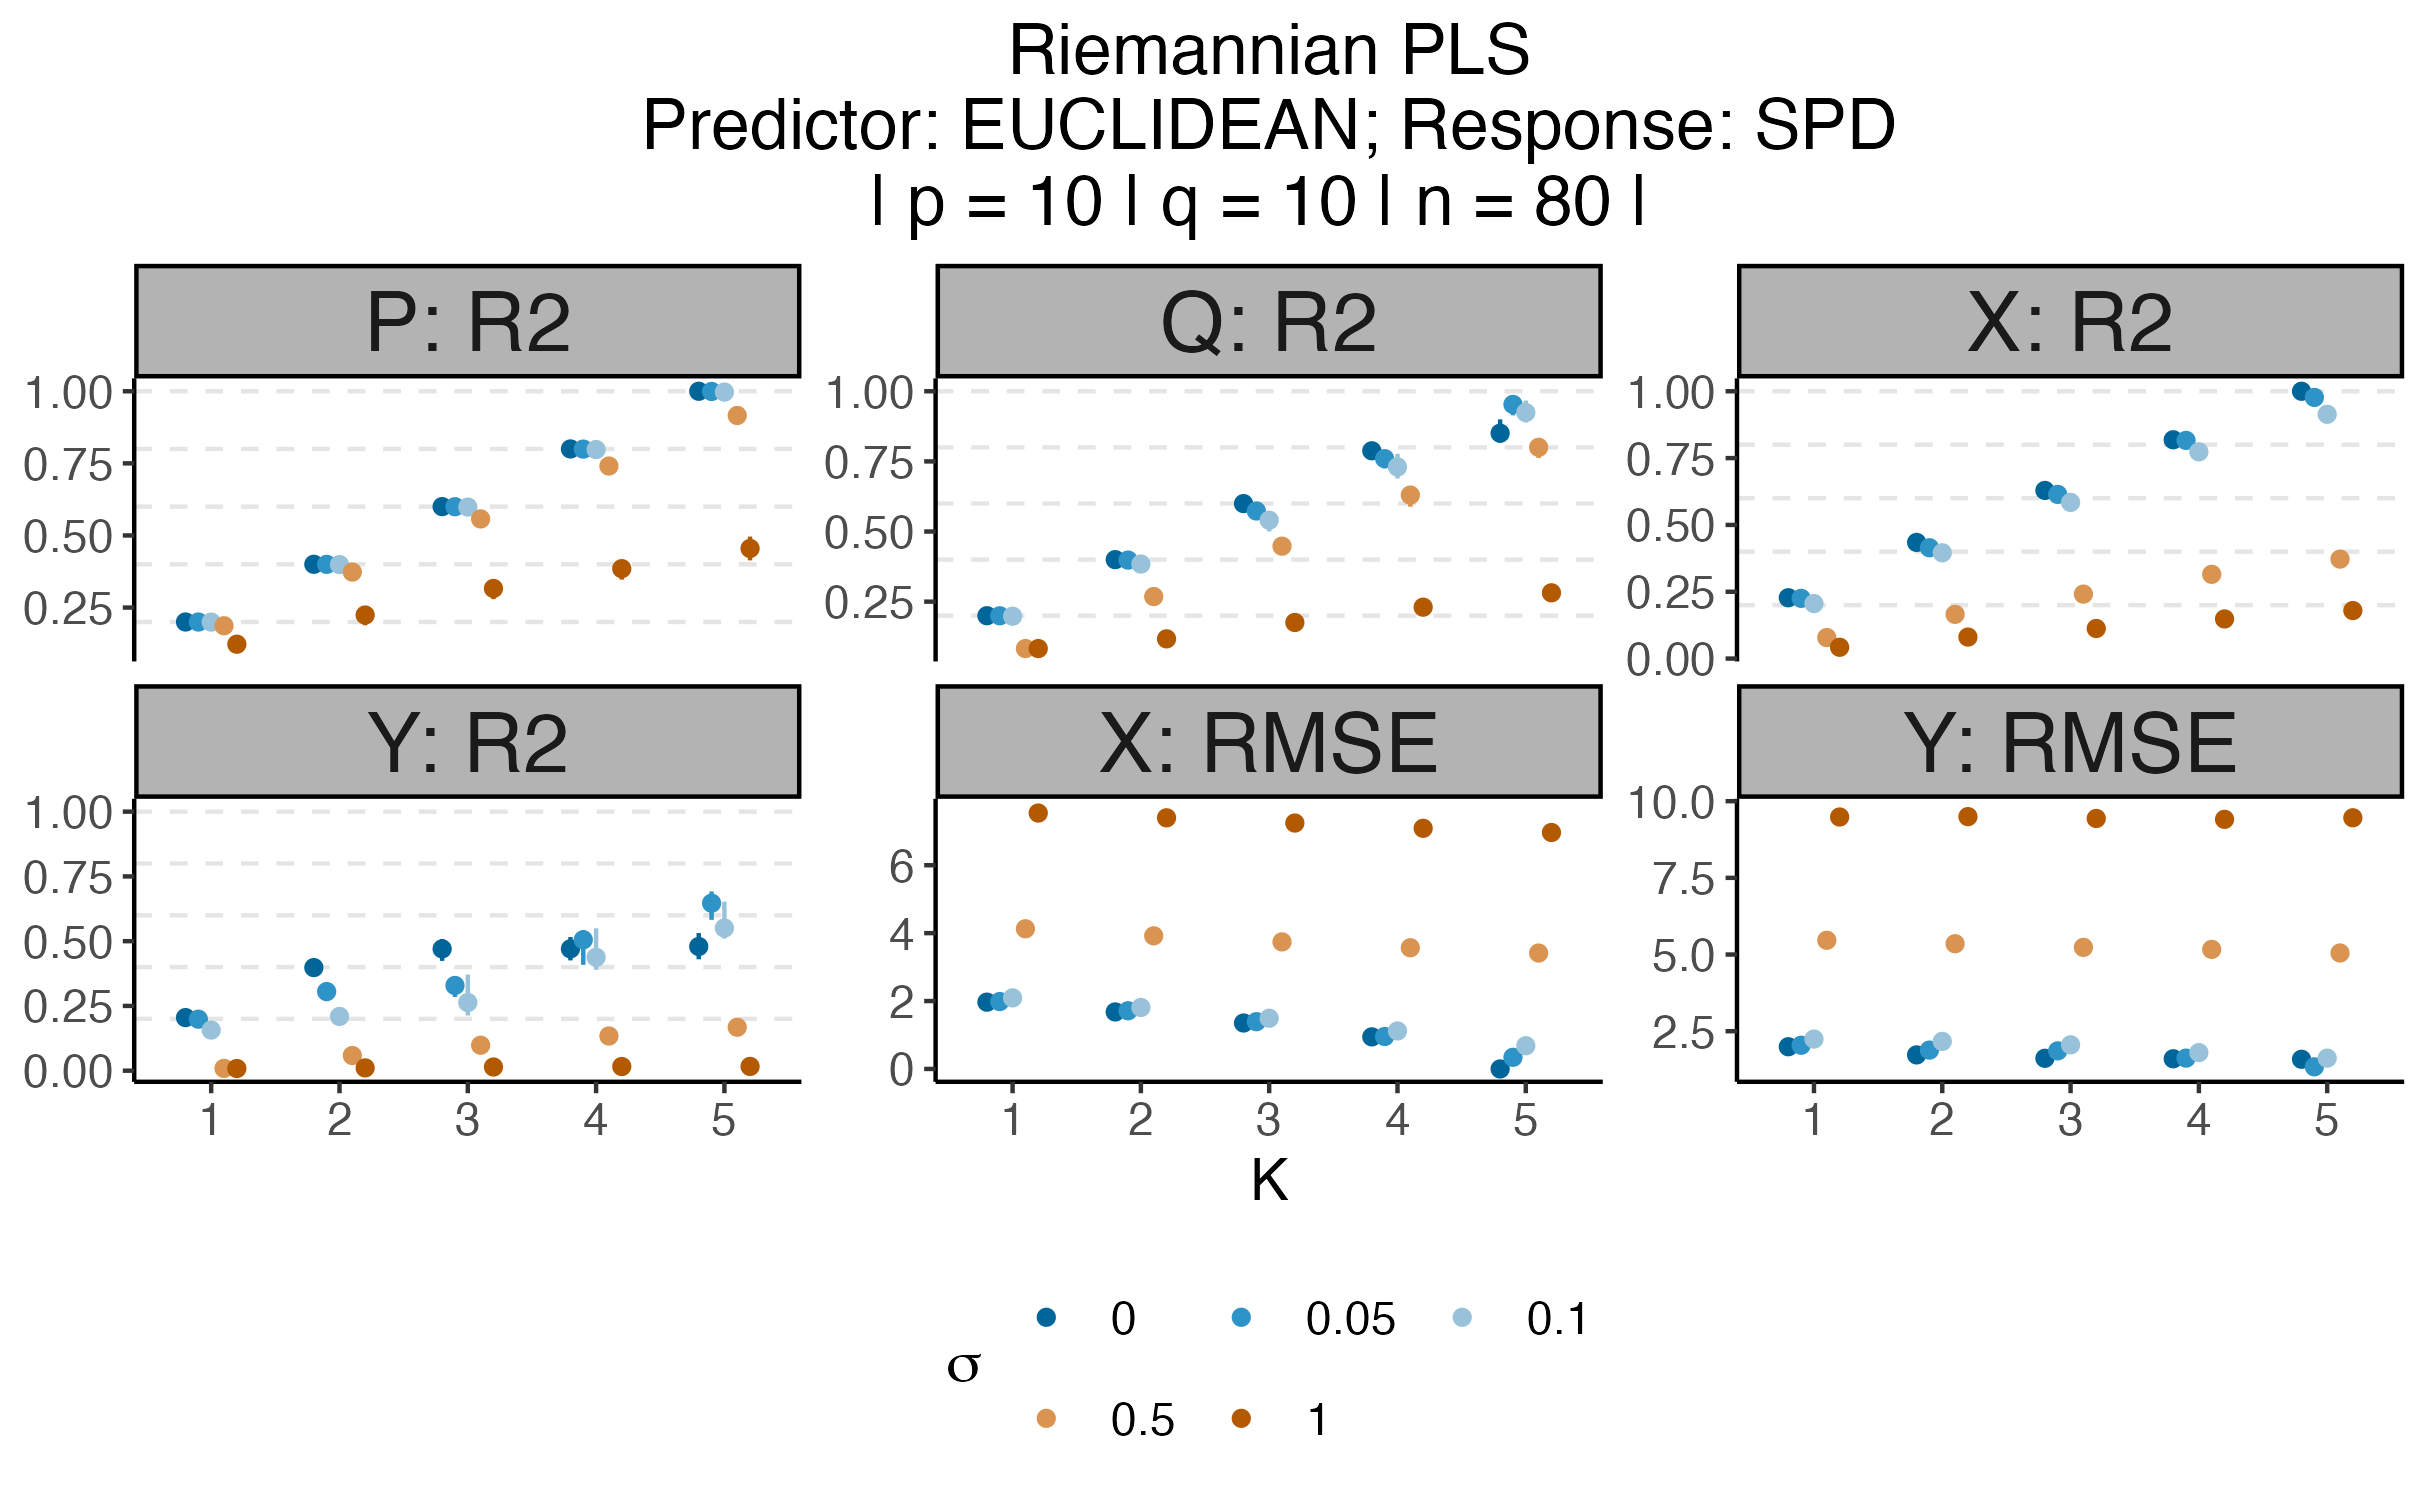 Riemannian PLS
Predictor: EUCLIDEAN; Response: SPD
| p = 10 | q = 10 | n = 80 |
P: R2
Q: R2
X: R2
1.00
0.75
0.50
0.25
1.00
0.75
0.50
0.25
1.00
0.75
0.50
0.25
0.00
Y: R2
X: RMSE
Y: RMSE
1.00
0.75
0.50
0.25
0.00
6
4
2
0
10.0
7.5
5.0
2.5
1 2 3 4 5
1 2 3 4 5
1 2 3 4 5
K
σ
0 0.05 0.1
0.5 1